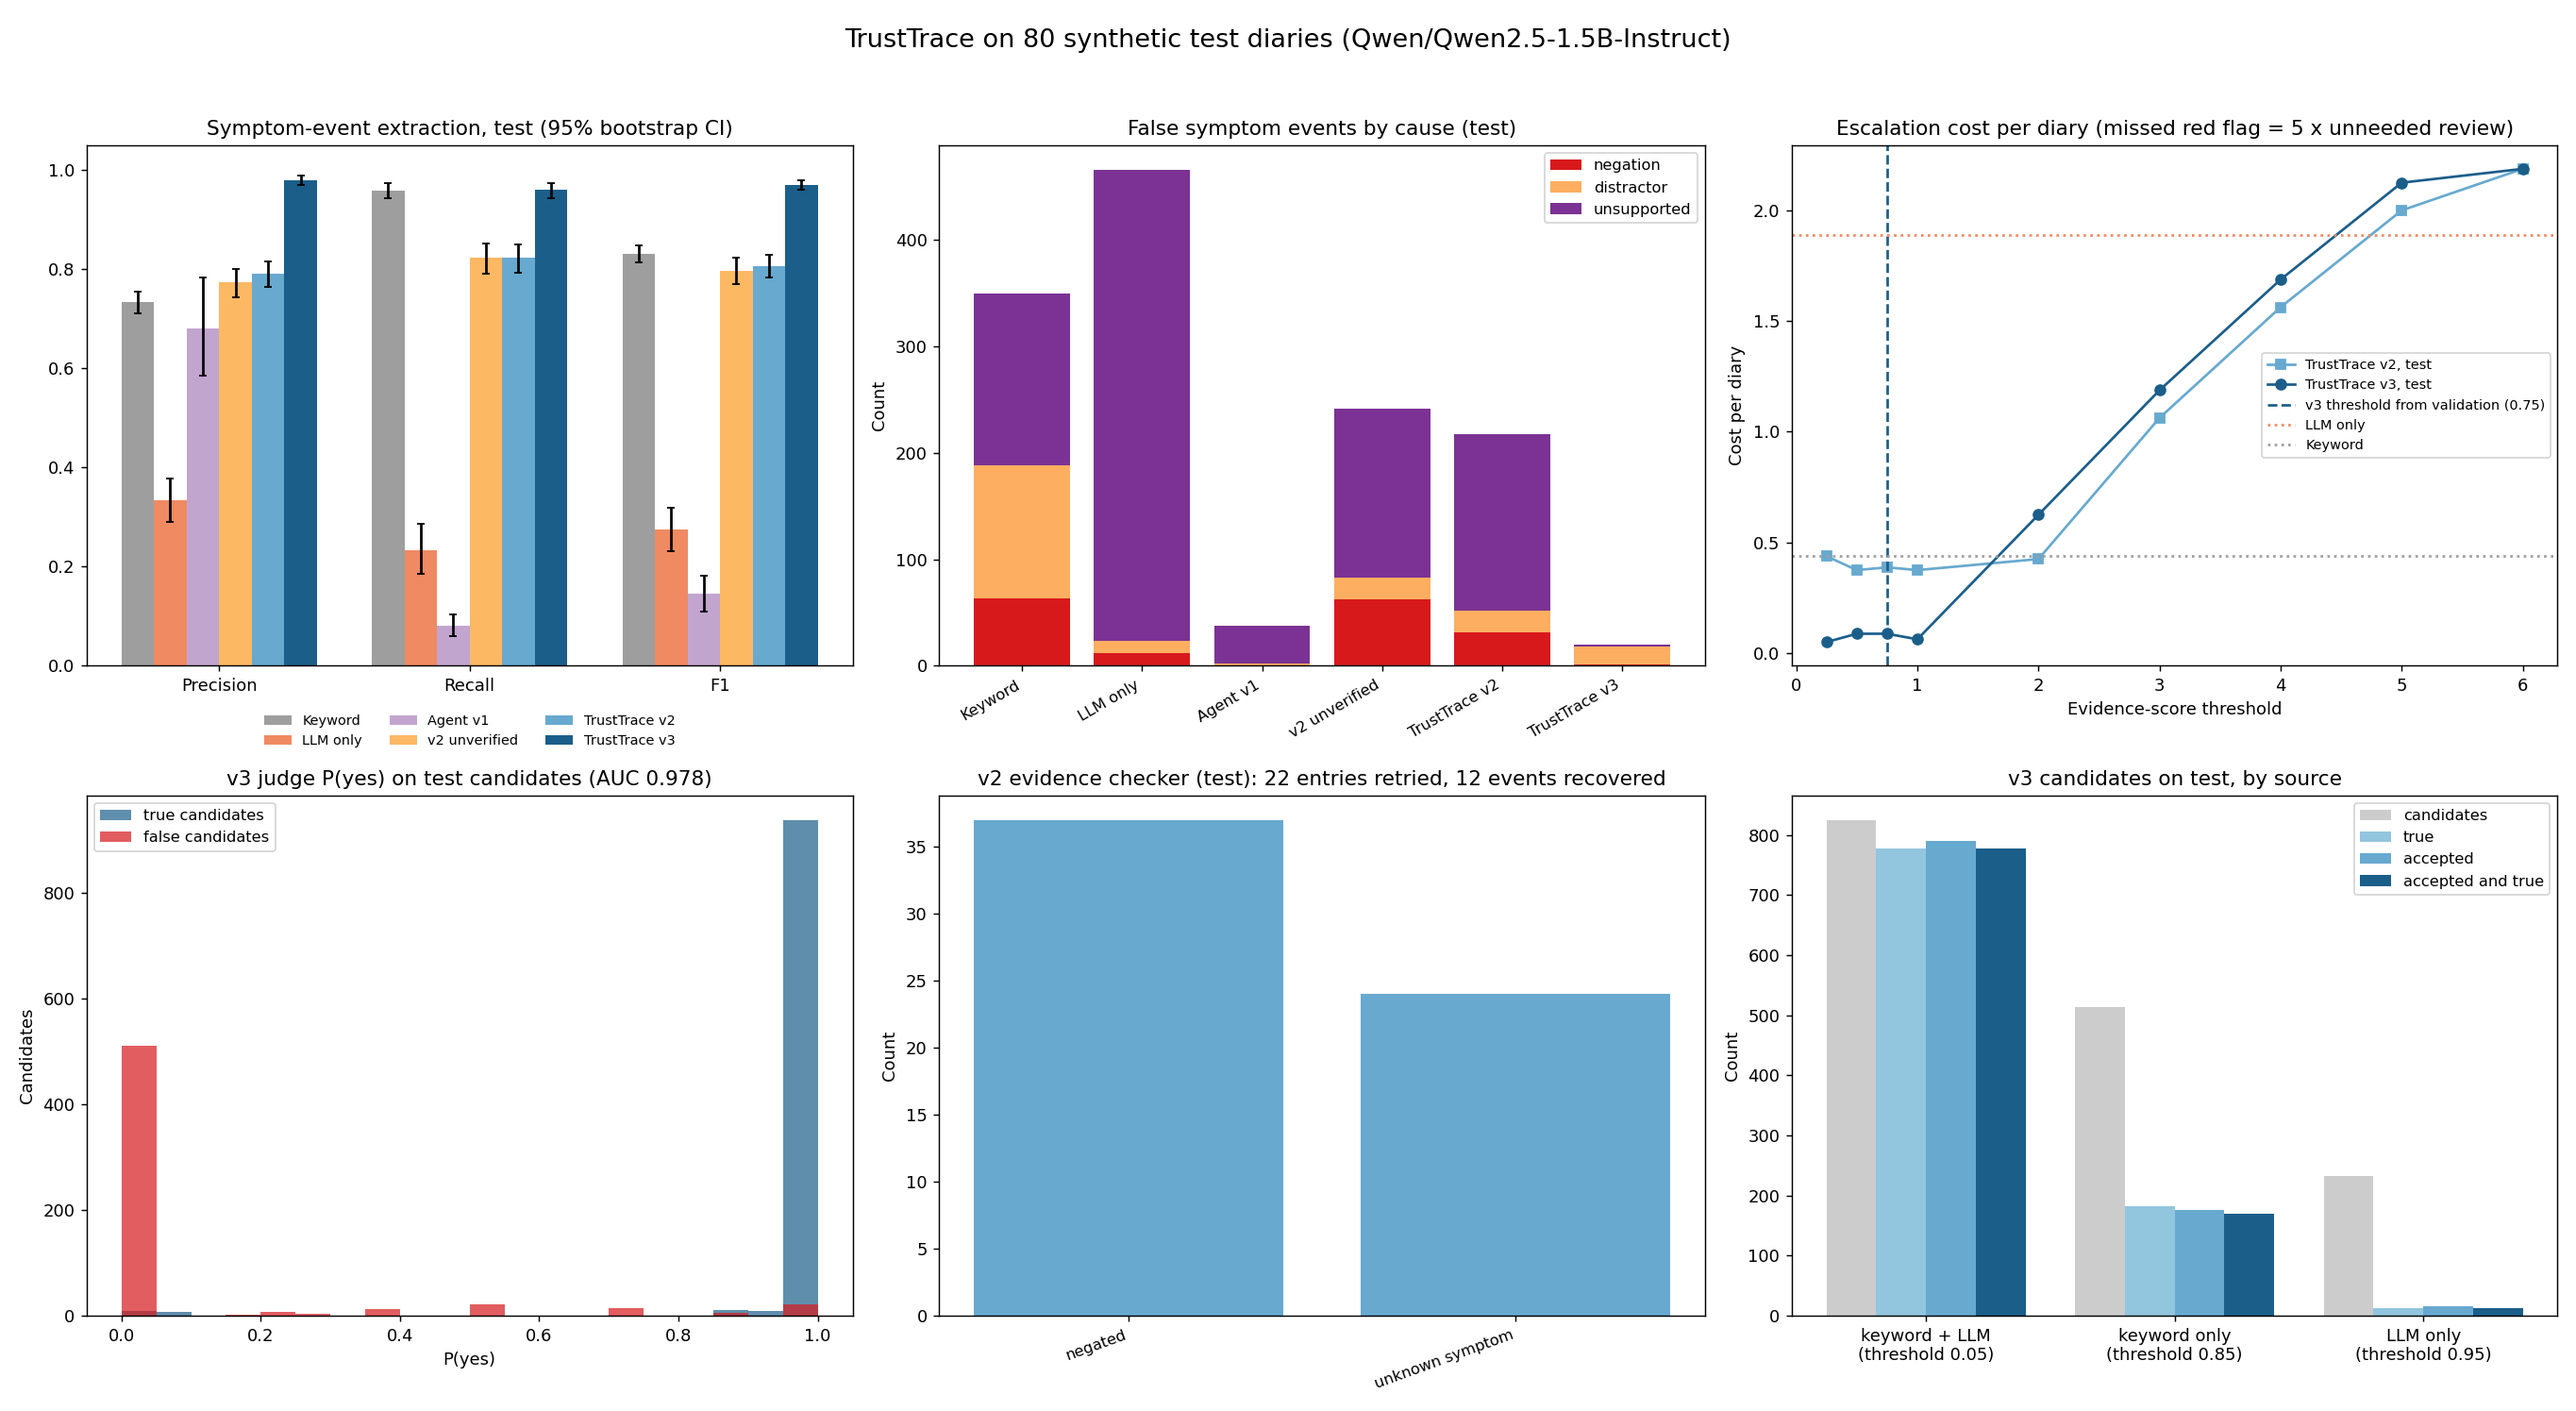 TrustTrace on 80 synthetic test diaries (Qwen/Qwen2.5-1.5B-Instruct)
Symptom-event extraction, test (95% bootstrap CI)
1.0
0.8
0.6
0.4
0.2
0.0
Precision
Recall
F1
Keyword
LLM only
Agent v1
v2 unverified
TrustTrace v2
TrustTrace v3
False symptom events by cause (test)
Count
400
300
200
100
0
negation
distractor
unsupported
Keyword
LLM only
Agent v1
v2 unverified
TrustTrace v2
TrustTrace v3
Escalation cost per diary (missed red flag = 5 x unneeded review)
Cost per diary
2.0
1.5
1.0
0.5
0.0
TrustTrace v2, test
TrustTrace v3, test
v3 threshold from validation (0.75)
LLM only
Keyword
0
1
2
3
4
5
6
Evidence-score threshold
v3 judge P(yes) on test candidates (AUC 0.978)
true candidates
false candidates
Candidates
800
600
400
200
0
0.0
0.2
0.4
0.6
0.8
1.0
P(yes)
v2 evidence checker (test): 22 entries retried, 12 events recovered
Count
35
30
25
20
15
10
5
0
negated
unknown symptom
v3 candidates on test, by source
candidates
true
accepted
accepted and true
Count
800
700
600
500
400
300
200
100
0
keyword + LLM
(threshold 0.05)
keyword only
(threshold 0.85)
LLM only
(threshold 0.95)